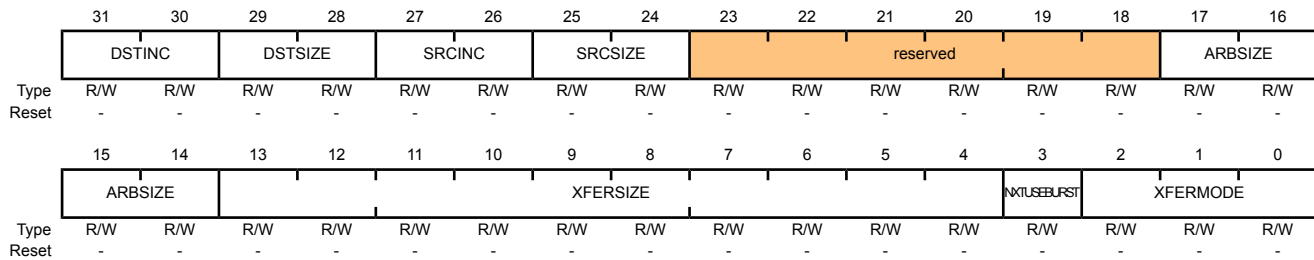 31 30 29 28 27 26 25 24 23 22 21 20 19 18 17 16
DSTINC DSTSIZE SRCINC SRCSIZE reserved ARBSIZE
Type R/W R/W R/W R/W R/W R/W R/W R/W R/W R/W R/W R/W R/W R/W R/W R/W
Reset - - - - - - - - - - - - - - - -
15 14 13 12 11 10 9 8 7 6 5 4 3 2 1 0
ARBSIZE XFERSIZE NXTUSEBURST XFERMODE
Type R/W R/W R/W R/W R/W R/W R/W R/W R/W R/W R/W R/W R/W R/W R/W R/W
Reset - - - - - - - - - - - - - - - -